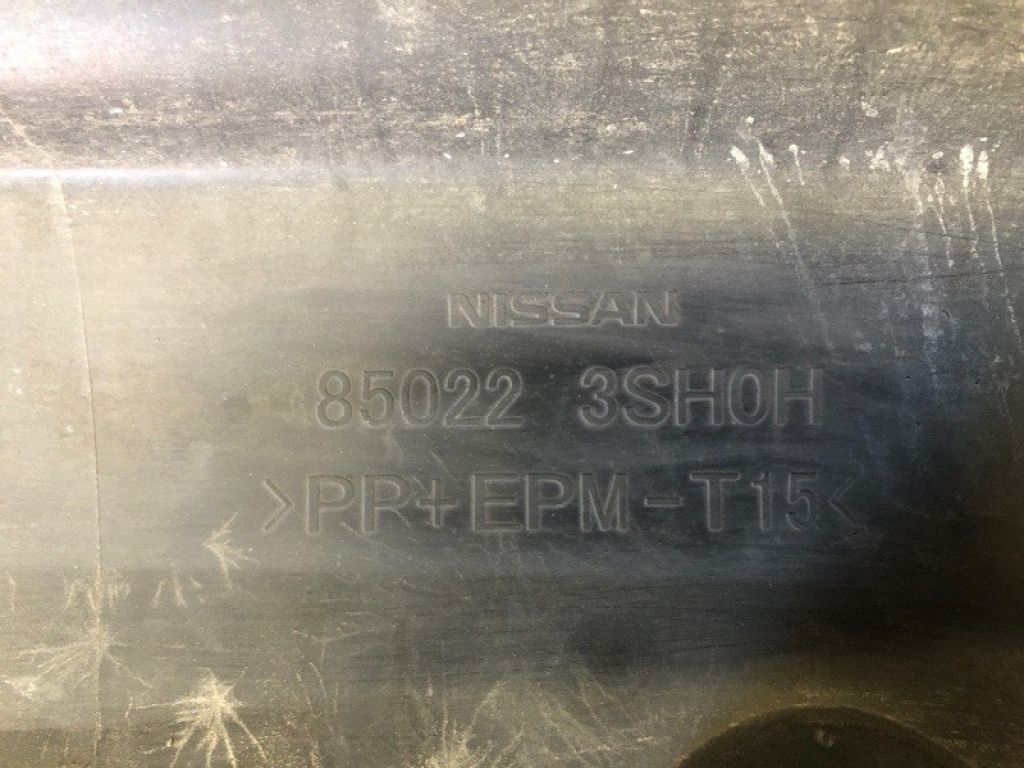 NISSAN
85022 3SH0H
>PP+EPM-T15<